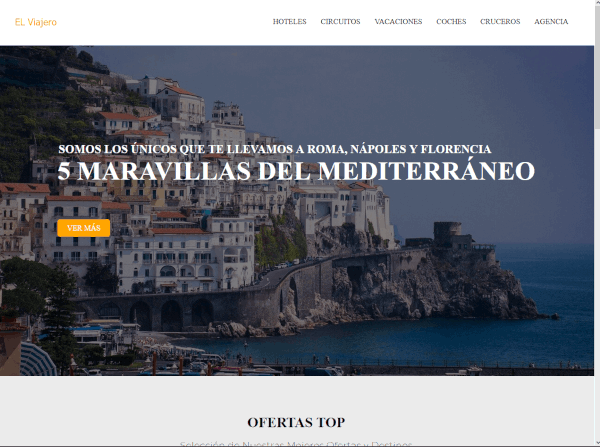 EL Viajero
HOTELES CIRCUITOS VACACIONES COCHES CRUCEROS AGENCIA
SOMOS LOS ÚNICOS QUE TE LLEVAMOS A ROMA, NÁPOLES Y FLORENCIA
5 MARAVILLAS DEL MEDITERRÁNEO
VER MÁS
OFERTAS TOP
Selección de Nuestras Mejores Ofertas y Destinos